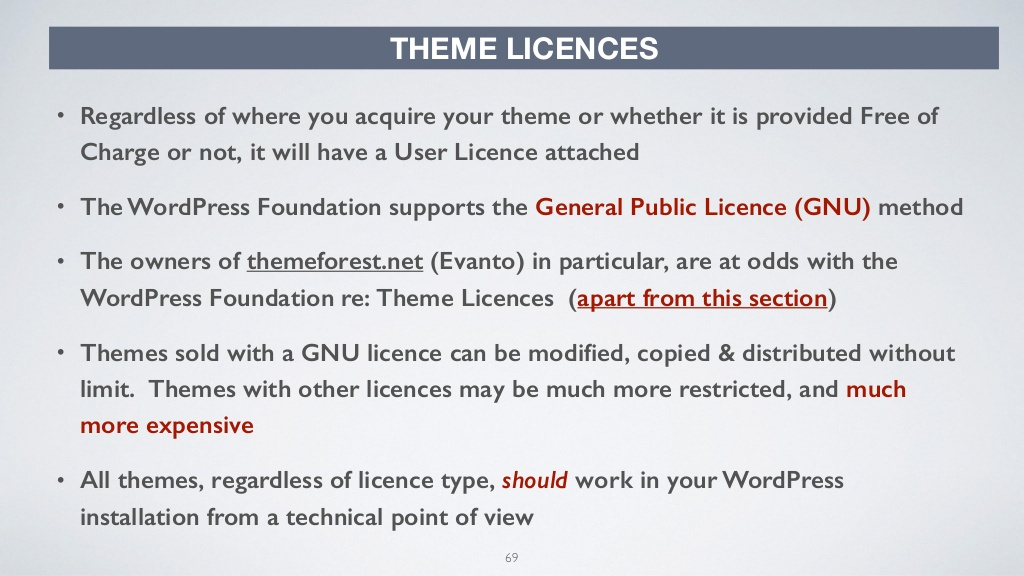 THEME LICENCES
• Regardless of where you acquire your theme or whether it is provided Free of
Charge or not, it will have a User Licence attached
• The WordPress Foundation supports the General Public Licence (GNU) method
• The owners of themeforest.net (Evanto) in particular, are at odds with the
WordPress Foundation re: Theme Licences (apart from this section)
• Themes sold with a GNU licence can be modified, copied & distributed without
limit. Themes with other licences may be much more restricted, and much
more expensive
• All themes, regardless of licence type, should work in your WordPress
installation from a technical point of view
69